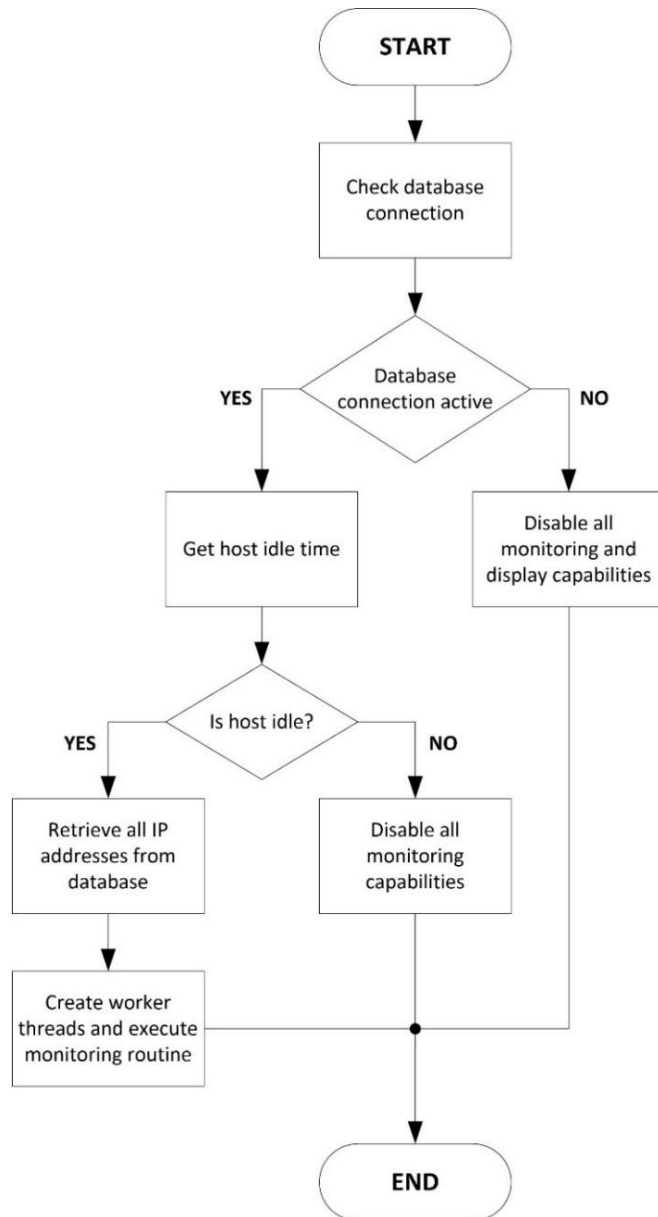 START
Check database
connection
Database
connection active
YES
NO
Get host idle time
Disable all
monitoring and
display capabilities
Is host idle?
YES
NO
Retrieve all IP
addresses from
database
Disable all
monitoring
capabilities
Create worker
threads and execute
monitoring routine
END